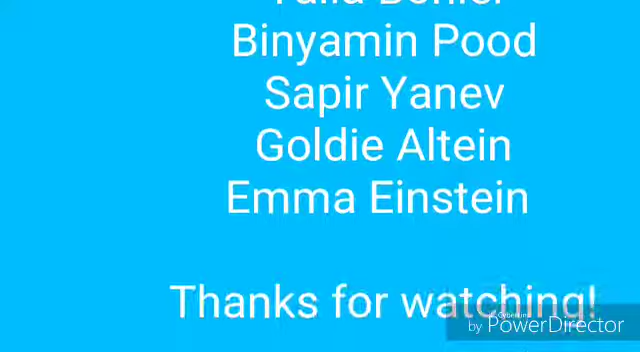 Binyamin Pood
Sapir Yanev
Goldie Altein
Emma Einstein
Thanks for watching!
by PowerDirector